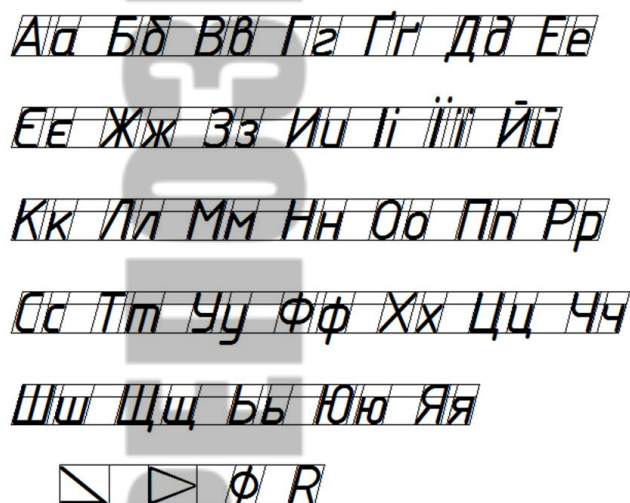 Аа Бб Вв Гг Ґґ Дд Ее
Єє Жж Зз Ии Іі Її Йй
Кк Лл Мм Нн Оо Пп Рр
Сс Тт Уу Фф Хх Цц Чч
Шш Щщ Ьь Юю Яя
⌀ R